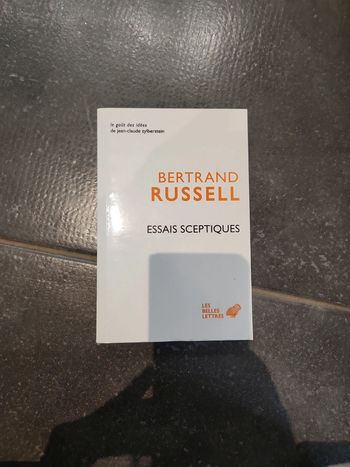 le goût des idées
de jean-claude zylberstein
BERTRAND
RUSSELL
ESSAIS SCEPTIQUES
LES
BELLES
LETTRES